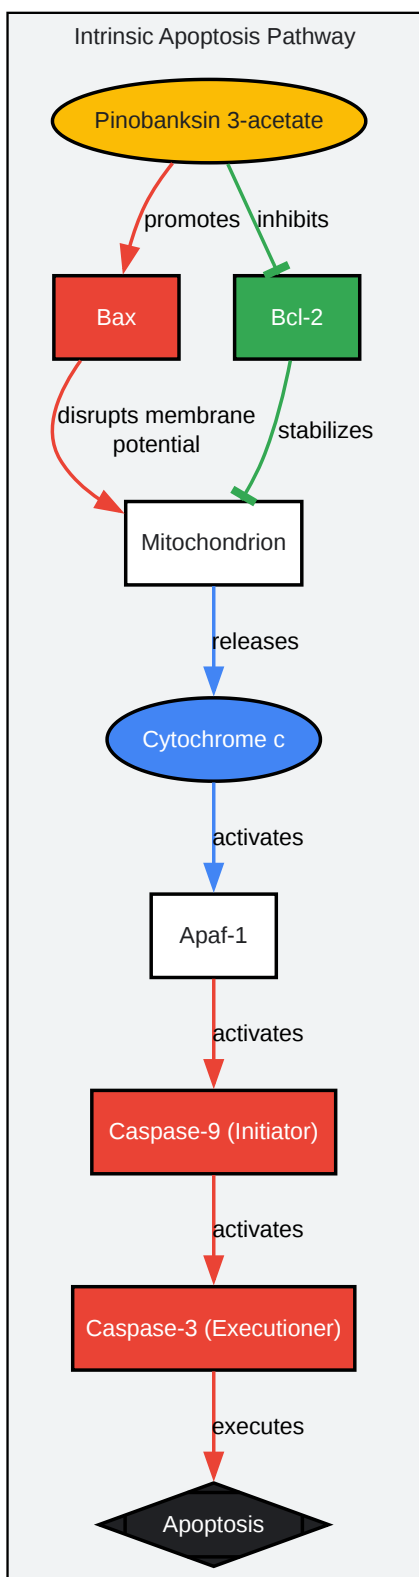 Intrinsic Apoptosis Pathway
Pinobanksin 3-acetate
promotes
inhibits
Bax
Bcl-2
disrupts membrane
potential
stabilizes
Mitochondrion
releases
Cytochrome c
activates
Apaf-1
activates
Caspase-9 (Initiator)
activates
Caspase-3 (Executioner)
executes
Apoptosis